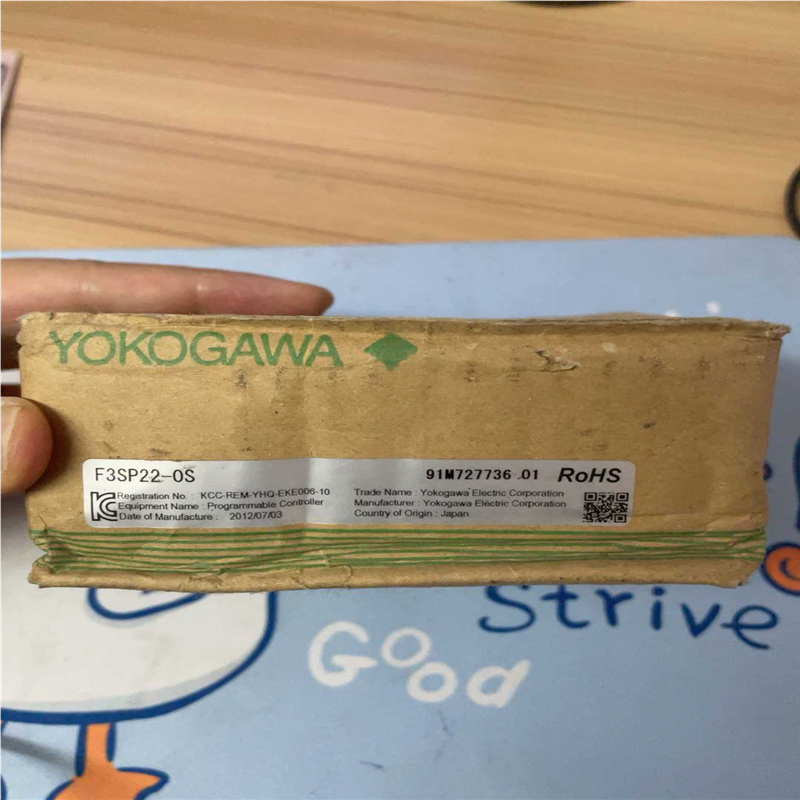 YOKOGAWA
F3SP22-0S 91M727736 .01 RoHS
Registration No. : KCC-REM-YHQ-EKE006-10 Trade Name : Yokogawa Electric Corporation
Equipment Name : Programmable Controller Manufacturer : Yokogawa Electric Corporation
Date of Manufacture : 2012/07/03 Country of Origin : Japan
Strive
Good